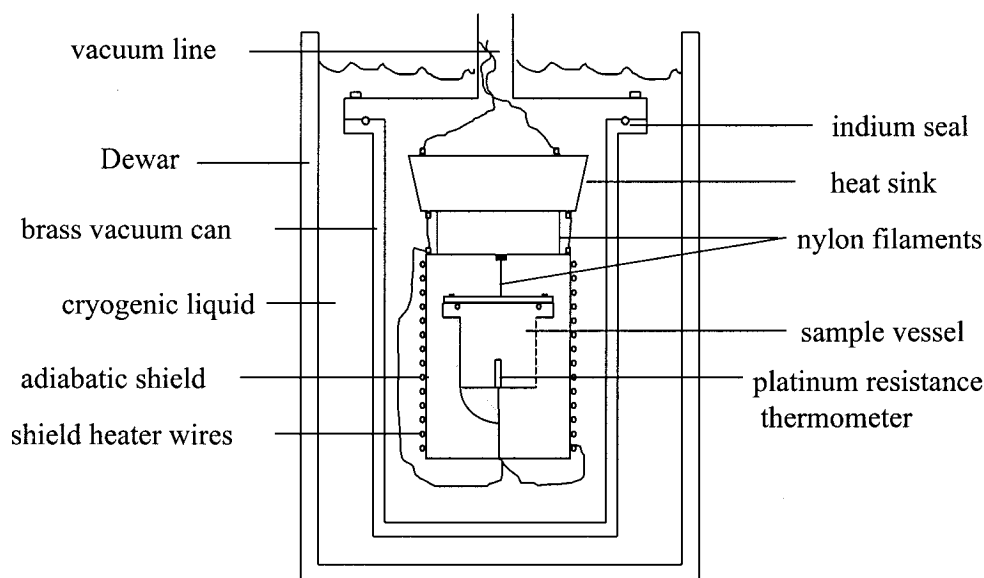 vacuum line
Dewar
brass vacuum can
cryogenic liquid
adiabatic shield
shield heater wires
indium seal
heat sink
nylon filaments
sample vessel
platinum resistance
thermometer